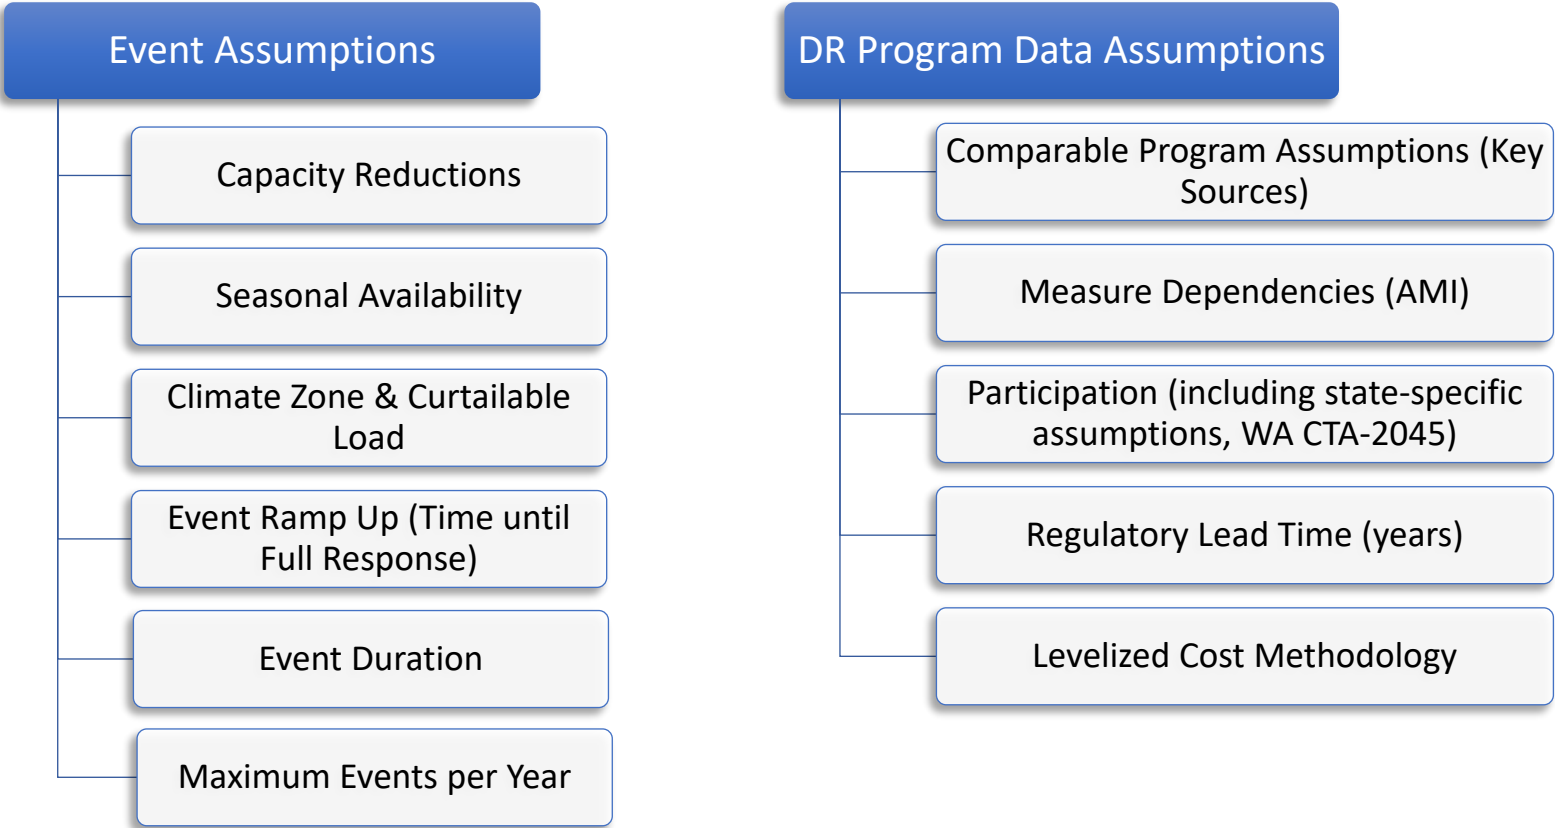 Event Assumptions
Capacity Reductions
Seasonal Availability
Climate Zone & Curtailable
Load
Event Ramp Up (Time until
Full Response)
Event Duration
Maximum Events per Year
DR Program Data Assumptions
Comparable Program Assumptions (Key
Sources)
Measure Dependencies (AMI)
Participation (including state-specific
assumptions, WA CTA-2045)
Regulatory Lead Time (years)
Levelized Cost Methodology